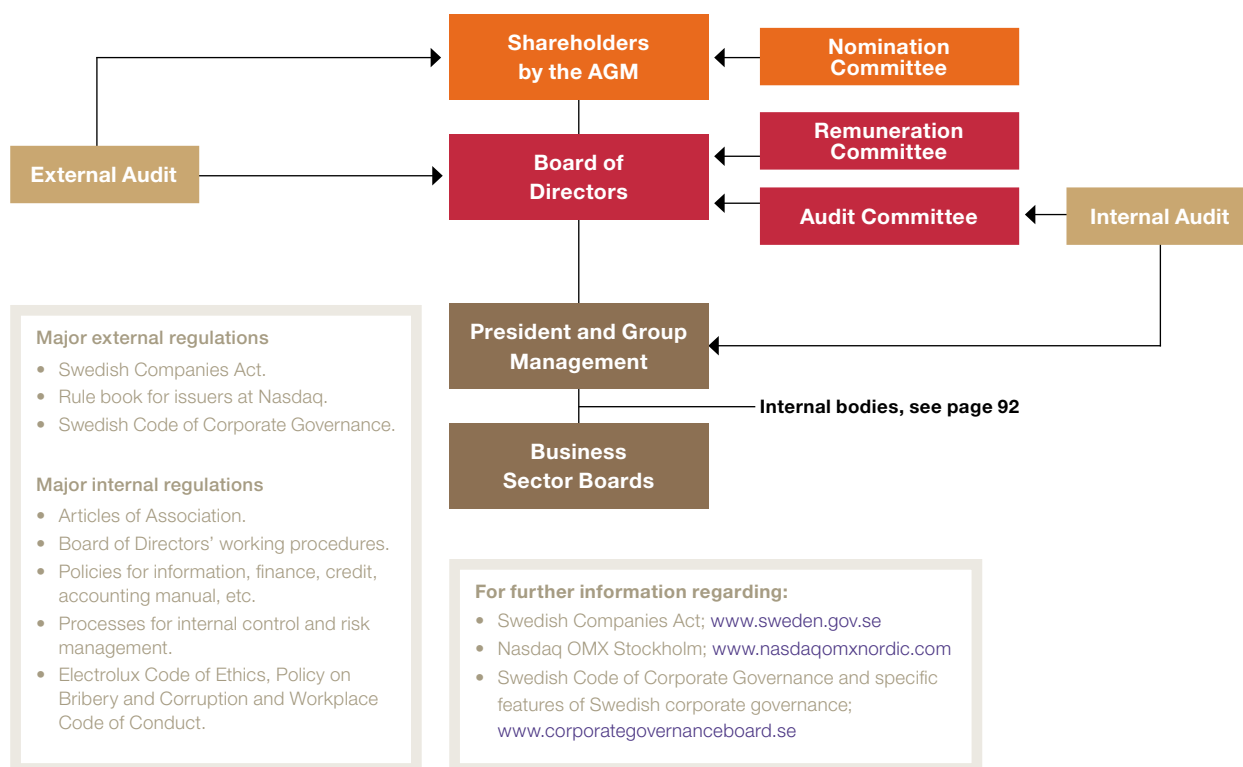 Shareholders
by the AGM
Nomination
Committee
Remuneration
Committee
External Audit
Board of
Directors
Audit Committee
Internal Audit
President and Group
Management
Internal bodies, see page 92
Business
Sector Boards
Major external regulations
• Swedish Companies Act.
• Rule book for issuers at Nasdaq.
• Swedish Code of Corporate Governance.
Major internal regulations
• Articles of Association.
• Board of Directors’ working procedures.
• Policies for information, finance, credit,
accounting manual, etc.
• Processes for internal control and risk
management.
• Electrolux Code of Ethics, Policy on
Bribery and Corruption and Workplace
Code of Conduct.
For further information regarding:
• Swedish Companies Act; www.sweden.gov.se
• Nasdaq OMX Stockholm; www.nasdaqomxnordic.com
• Swedish Code of Corporate Governance and specific
features of Swedish corporate governance;
www.corporategovernanceboard.se